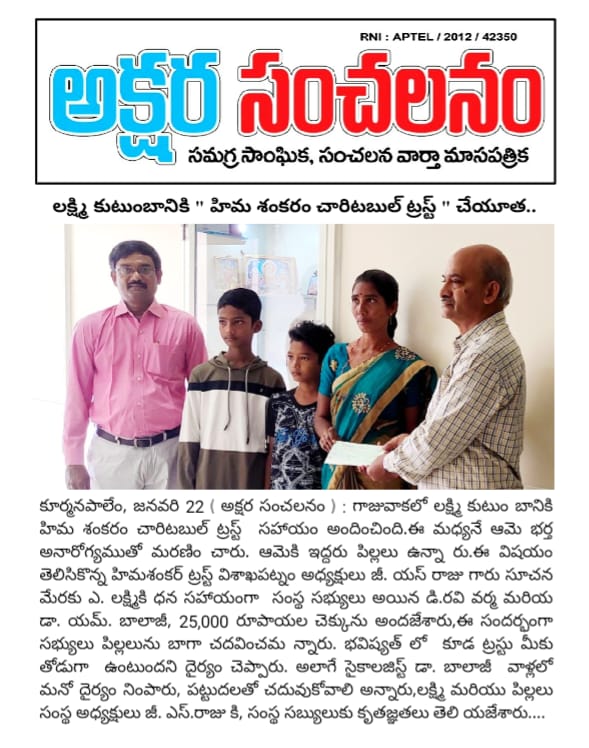 RNI : APTEL / 2012 / 42350
అక్షర సంచలనం
సమగ్ర సాంఘిక, సంచలన వార్తా మాసపత్రిక
లక్ష్మి కుటుంబానికి " హిమ శంకరం చారిటబుల్ ట్రస్ట్ " చేయూత..
కూర్మనపాలెం, జనవరి 22 ( అక్షర సంచలనం ) : గాజువాకలో లక్ష్మి కుటుం బానికి
హిమ శంకరం చారిటబుల్ ట్రస్ట్ సహాయం అందించింది.ఈ మధ్యనే ఆమె భర్త
అనారోగ్యముతో మరణిం చారు. ఆమెకి ఇద్దరు పిల్లలు ఉన్నా రు.ఈ విషయం
తెలిసికొన్న హిమశంకర్ ట్రస్ట్ విశాఖపట్నం అధ్యక్షులు జీ. యస్ రాజు గారు సూచన
మేరకు ఎ. లక్ష్మికి ధన సహాయంగా సంస్థ సభ్యులు అయిన డి.రవి వర్మ మరియ
డా. యమ్. బాలాజీ, 25,000 రూపాయల చెక్కును అందజేశారు,ఈ సందర్భంగా
సభ్యులు పిల్లలును బాగా చదవించమ న్నారు. భవిష్యత్ లో కూడ ట్రస్టు మీకు
తోడుగా ఉంటుందని ధైర్యం చెప్పారు. అలాగే సైకాలజిస్ట్ డా. బాలాజీ వాళ్లలో
మనో ధైర్యం నింపారు, పట్టుదలతో చదువుకోవాలి అన్నారు,లక్ష్మి మరియు పిల్లలు
సంస్థ అధ్యక్షులు జీ. ఎస్.రాజు కి, సంస్థ సబ్యులుకు కృతజ్ఞతలు తెలి యజేశారు....